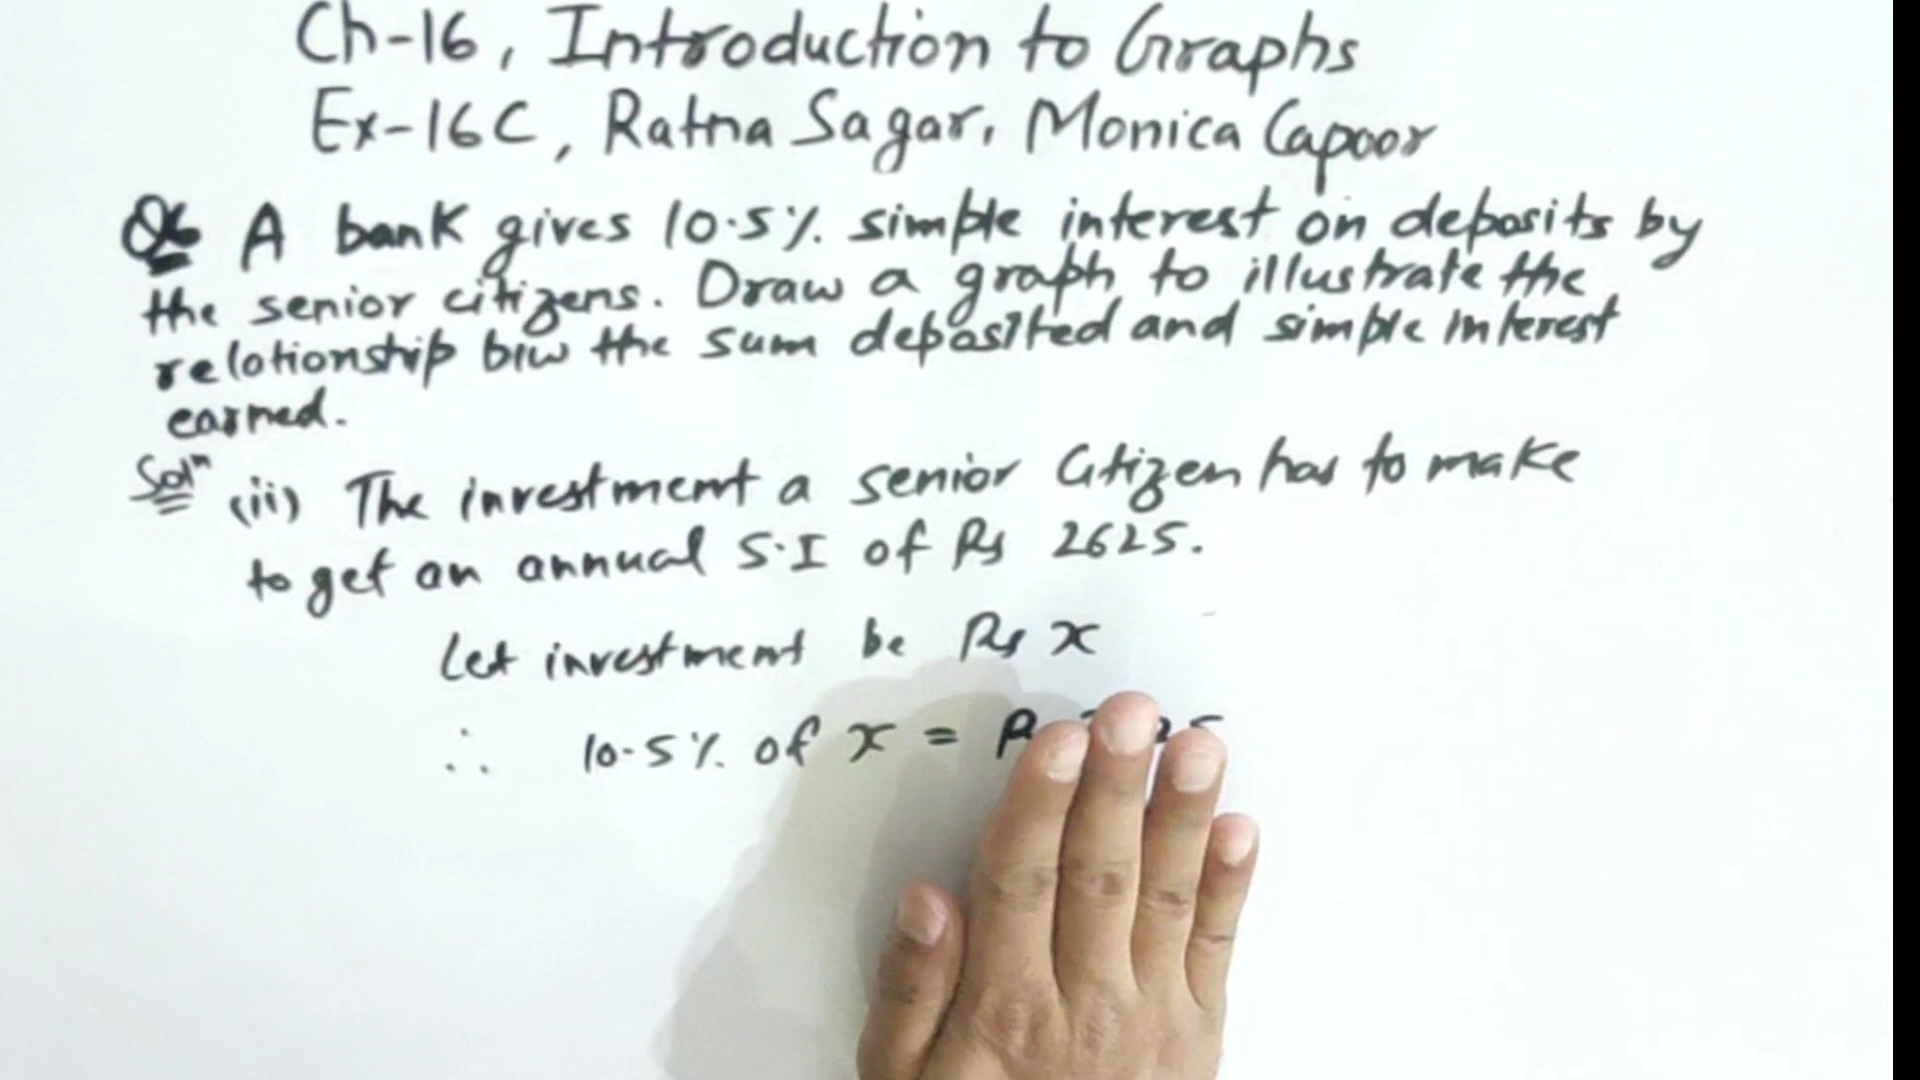 Ch-16, Introduction to Graphs
Ex-16C, Ratna Sagar, Monica Capoor
Q6 A bank gives 10.5% simple interest on deposits by
the senior citizens. Draw a graph to illustrate the
relationship b/w the sum deposited and simple interest
earned.
Solⁿ (ii) The investment a senior Citizen has to make
to get an annual S.I of Rs 2625.
Let investment be Rs x
∴ 10.5% of x =